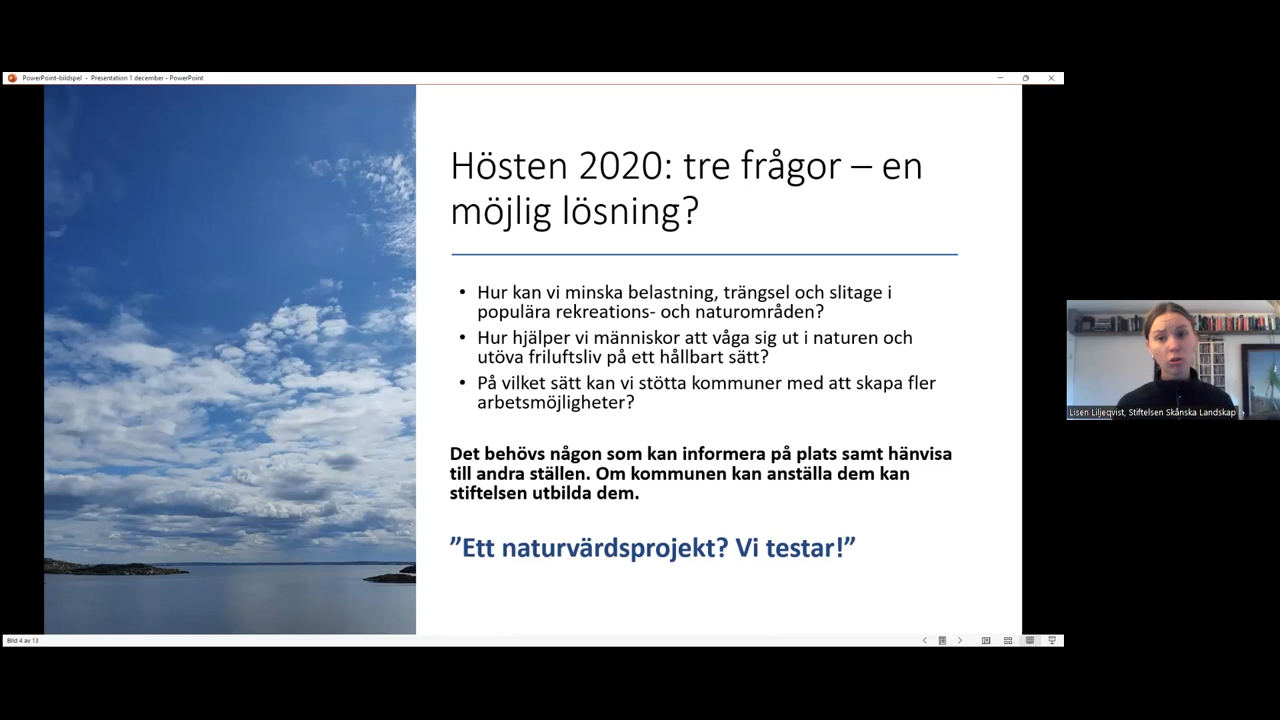 PowerPoint-bildspel - Presentation 1 december - PowerPoint
Hösten 2020: tre frågor – en
möjlig lösning?
• Hur kan vi minska belastning, trängsel och slitage i
populära rekreations- och naturområden?
• Hur hjälper vi människor att våga sig ut i naturen och
utöva friluftsliv på ett hållbart sätt?
• På vilket sätt kan vi stötta kommuner med att skapa fler
arbetsmöjligheter?
Det behövs någon som kan informera på plats samt hänvisa
till andra ställen. Om kommunen kan anställa dem kan
stiftelsen utbilda dem.
”Ett naturvärdsprojekt? Vi testar!”
Lisen Liljeqvist, Stiftelsen Skånska Landskap
Bild 4 av 13